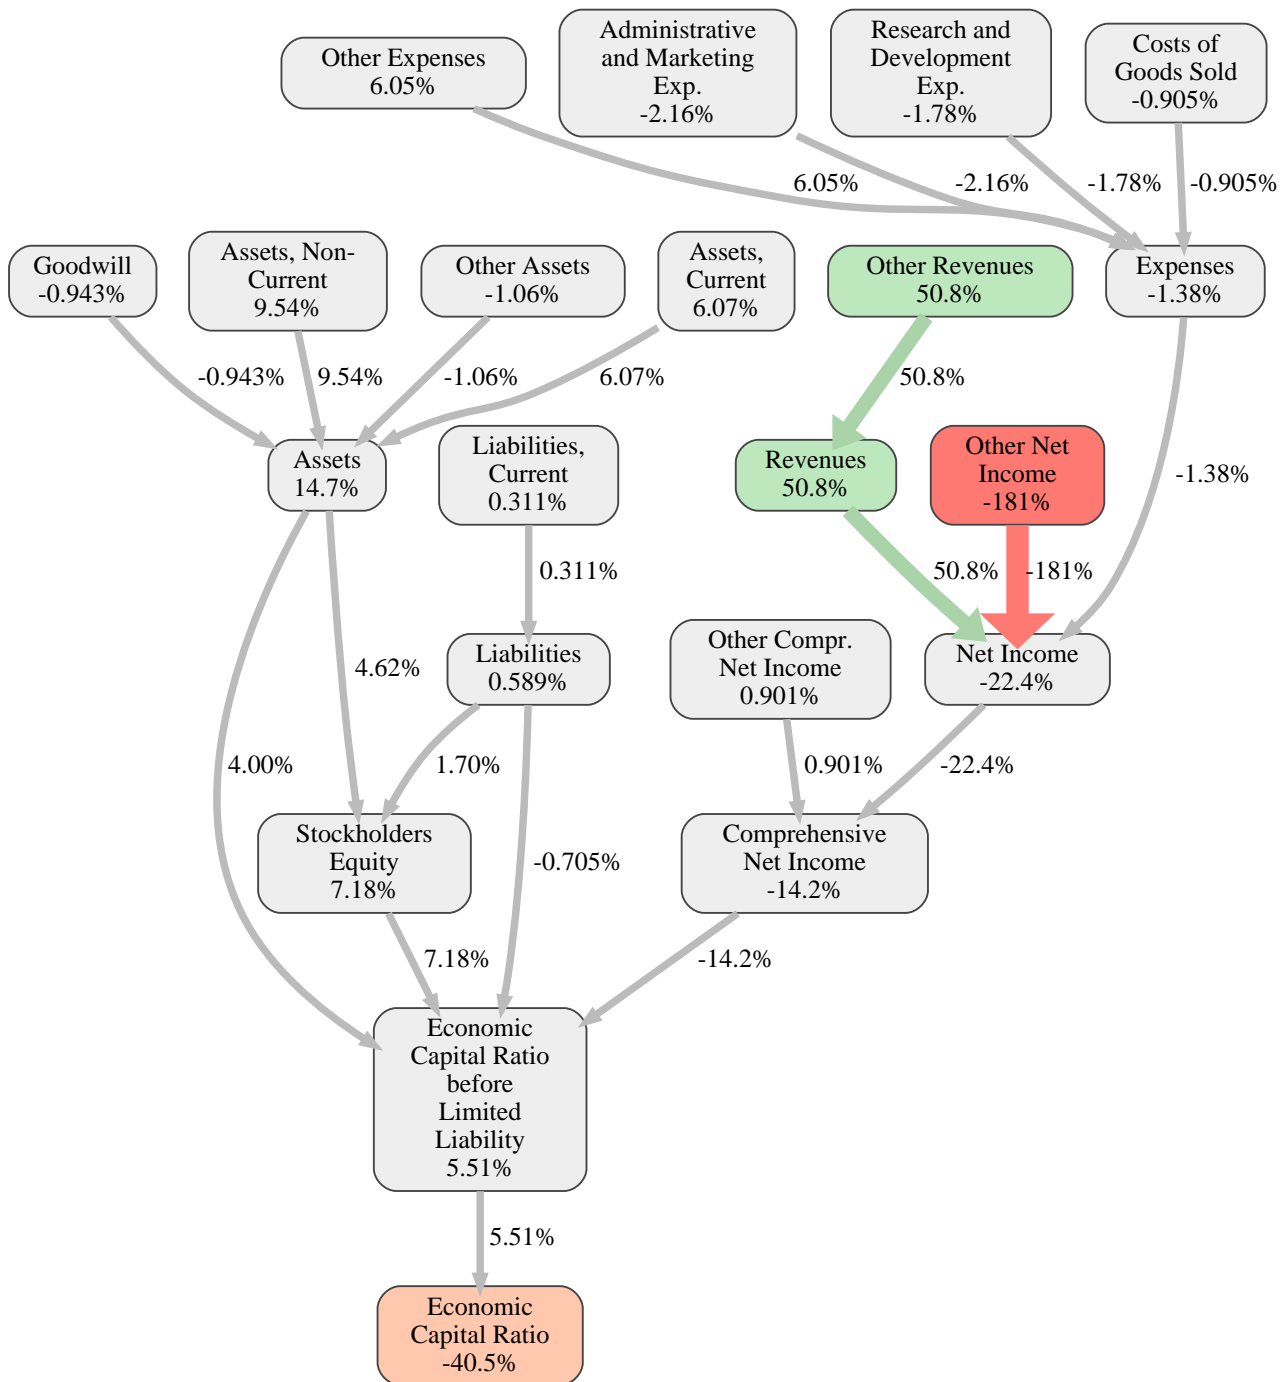 Other Expenses
6.05%
Administrative
and Marketing
Exp.
-2.16%
Research and
Development
Exp.
-1.78%
Costs of
Goods Sold
-0.905%
6.05%
-2.16%
-1.78%
-0.905%
Goodwill
-0.943%
Assets, Non-
Current
9.54%
Other Assets
-1.06%
Assets,
Current
6.07%
Other Revenues
50.8%
Expenses
-1.38%
-0.943%
9.54%
-1.06%
6.07%
50.8%
Assets
14.7%
Liabilities,
Current
0.311%
Revenues
50.8%
Other Net
Income
-181%
-1.38%
0.311%
50.8%
-181%
4.62%
Liabilities
0.589%
Other Compr.
Net Income
0.901%
Net Income
-22.4%
4.00%
1.70%
0.901%
-22.4%
Stockholders
Equity
7.18%
-0.705%
Comprehensive
Net Income
-14.2%
7.18%
-14.2%
Economic
Capital Ratio
before
Limited
Liability
5.51%
5.51%
Economic
Capital Ratio
-40.5%